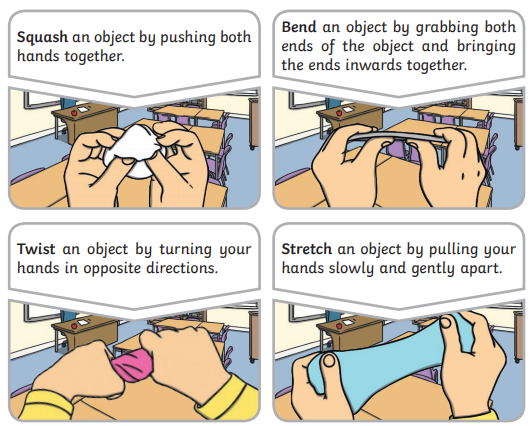 Squash an object by pushing both
hands together.
Bend an object by grabbing both
ends of the object and bringing
the ends inwards together.
Twist an object by turning your
hands in opposite directions.
Stretch an object by pulling your
hands slowly and gently apart.